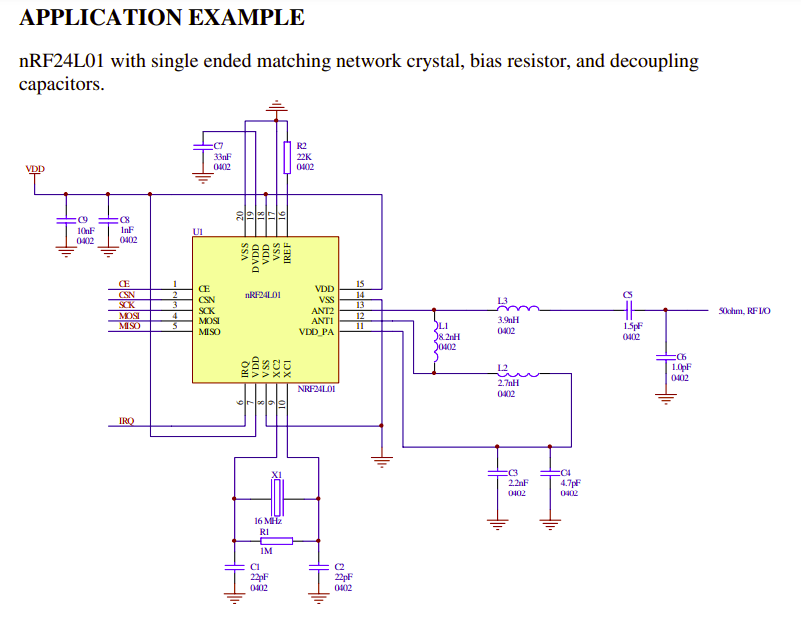 APPLICATION EXAMPLE
nRF24L01 with single ended matching network crystal, bias resistor, and decoupling
capacitors.
C7
33nF
0402
R2
22K
0402
VDD
C9
10nF
0402
C8
1nF
0402
20
19
18
17
16
U1
VSS
DVDD
VDD
VSS
IREF
CE
CSN
SCK
MOSI
MISO
1
2
3
4
5
CE
CSN
SCK
MOSI
MISO
nRF24L01
VDD
VSS
ANT2
ANT1
VDD_PA
15
14
13
12
11
IRQ
VDD
VSS
XC2
XC1
NRF24L01
6
7
8
9
10
IRQ
L1
8.2nH
0402
L3
3.9nH
0402
L2
2.7nH
0402
C5
1.5pF
0402
50ohm, RF I/O
C6
1.0pF
0402
C3
2.2nF
0402
C4
4.7pF
0402
X1
16 MHz
R1
1M
C1
22pF
0402
C2
22pF
0402